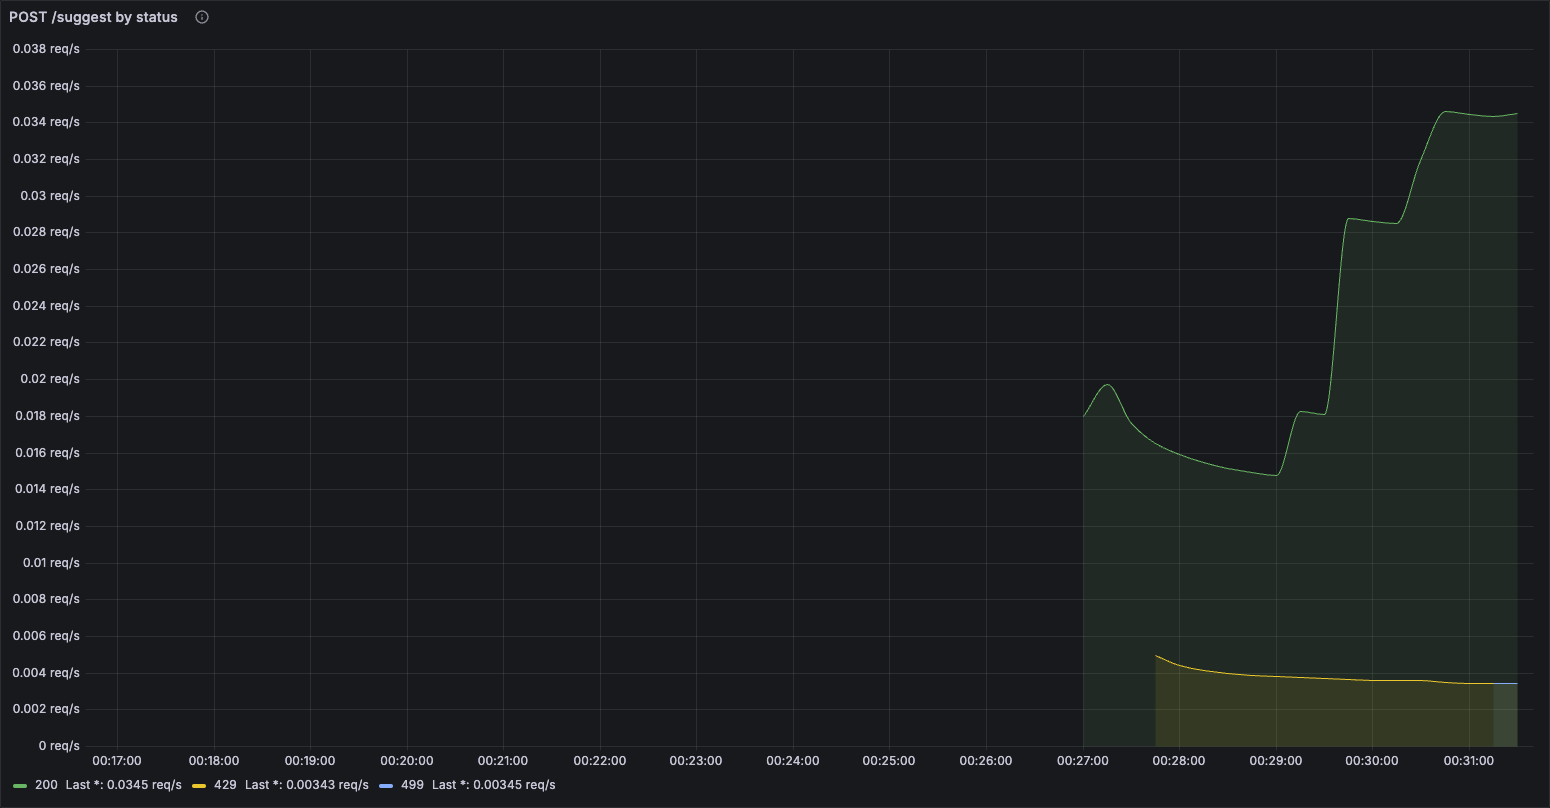 POST /suggest by status
0.038 req/s
0.036 req/s
0.034 req/s
0.032 req/s
0.03 req/s
0.028 req/s
0.026 req/s
0.024 req/s
0.022 req/s
0.02 req/s
0.018 req/s
0.016 req/s
0.014 req/s
0.012 req/s
0.01 req/s
0.008 req/s
0.006 req/s
0.004 req/s
0.002 req/s
0 req/s
00:17:00 00:18:00 00:19:00 00:20:00 00:21:00 00:22:00 00:23:00 00:24:00 00:25:00 00:26:00 00:27:00 00:28:00 00:29:00 00:30:00 00:31:00
200 Last *: 0.0345 req/s 429 Last *: 0.00343 req/s 499 Last *: 0.00345 req/s